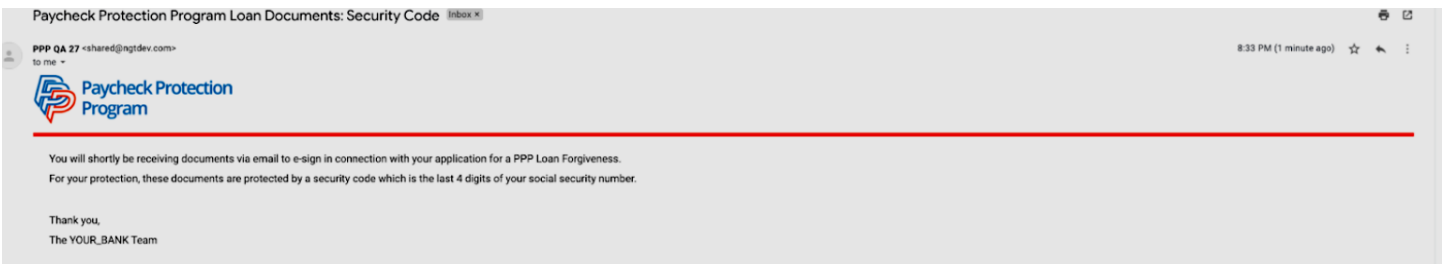 Paycheck Protection Program Loan Documents: Security Code Inbox ×
PPP QA 27 <shared@ngtdev.com>
8:33 PM (1 minute ago)
to me
Paycheck Protection
Program
You will shortly be receiving documents via email to e-sign in connection with your application for a PPP Loan Forgiveness.
For your protection, these documents are protected by a security code which is the last 4 digits of your social security number.
Thank you,
The YOUR_BANK Team